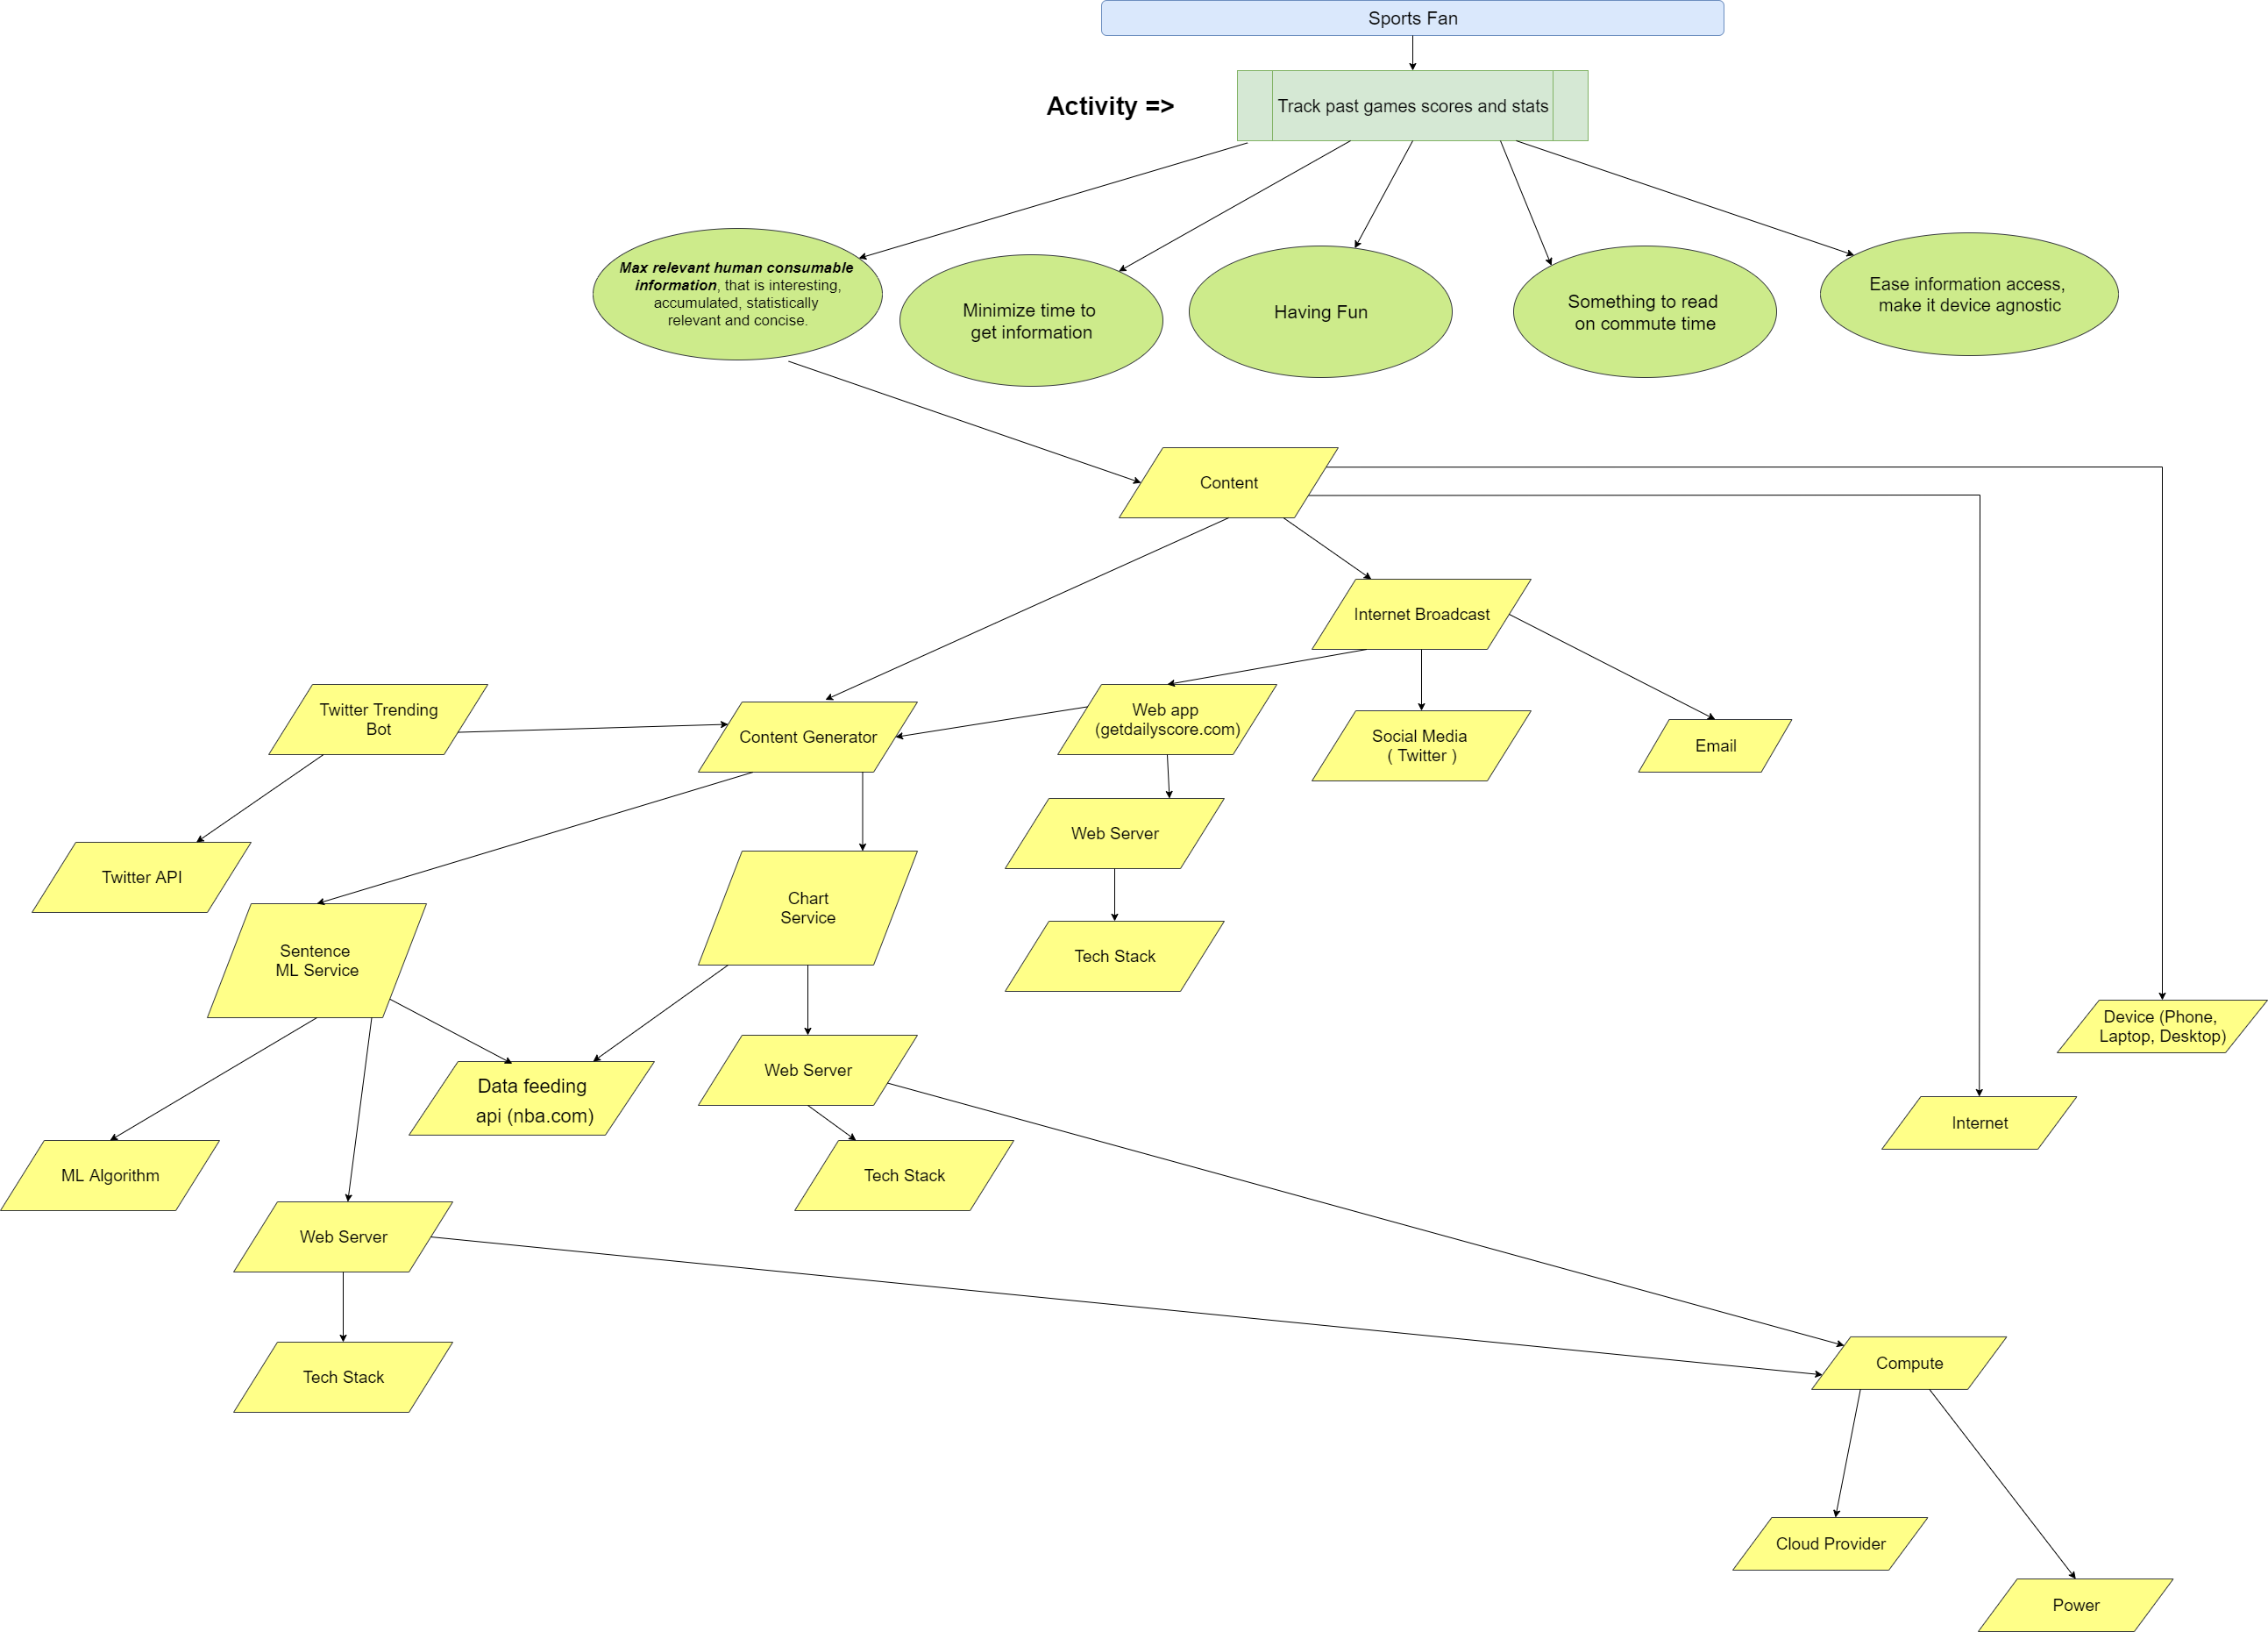 Sports Fan
Activity =>
Track past games scores and stats
Max relevant human consumable
information, that is interesting,
accumulated, statistically
relevant and concise.
Minimize time to
get information
Having Fun
Something to read
on commute time
Ease information access,
make it device agnostic
Content
Internet Broadcast
Twitter Trending
Bot
Content Generator
Web app
(getdailyscore.com)
Social Media
( Twitter )
Email
Web Server
Twitter API
Chart
Service
Tech Stack
Sentence
ML Service
Device (Phone,
Laptop, Desktop)
Data feeding
api (nba.com)
Web Server
Internet
ML Algorithm
Tech Stack
Web Server
Compute
Tech Stack
Cloud Provider
Power